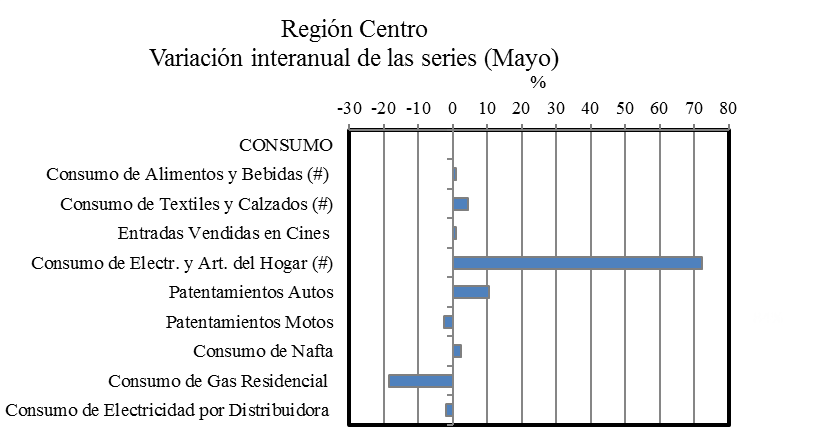 Región Centro
Variación interanual de las series (Mayo)
%
-30 -20 -10 0 10 20 30 40 50 60 70 80
CONSUMO
Consumo de Alimentos y Bebidas (#)
Consumo de Textiles y Calzados (#)
Entradas Vendidas en Cines
Consumo de Electr. y Art. del Hogar (#)
Patentamientos Autos
Patentamientos Motos
Consumo de Nafta
Consumo de Gas Residencial
Consumo de Electricidad por Distribuidora